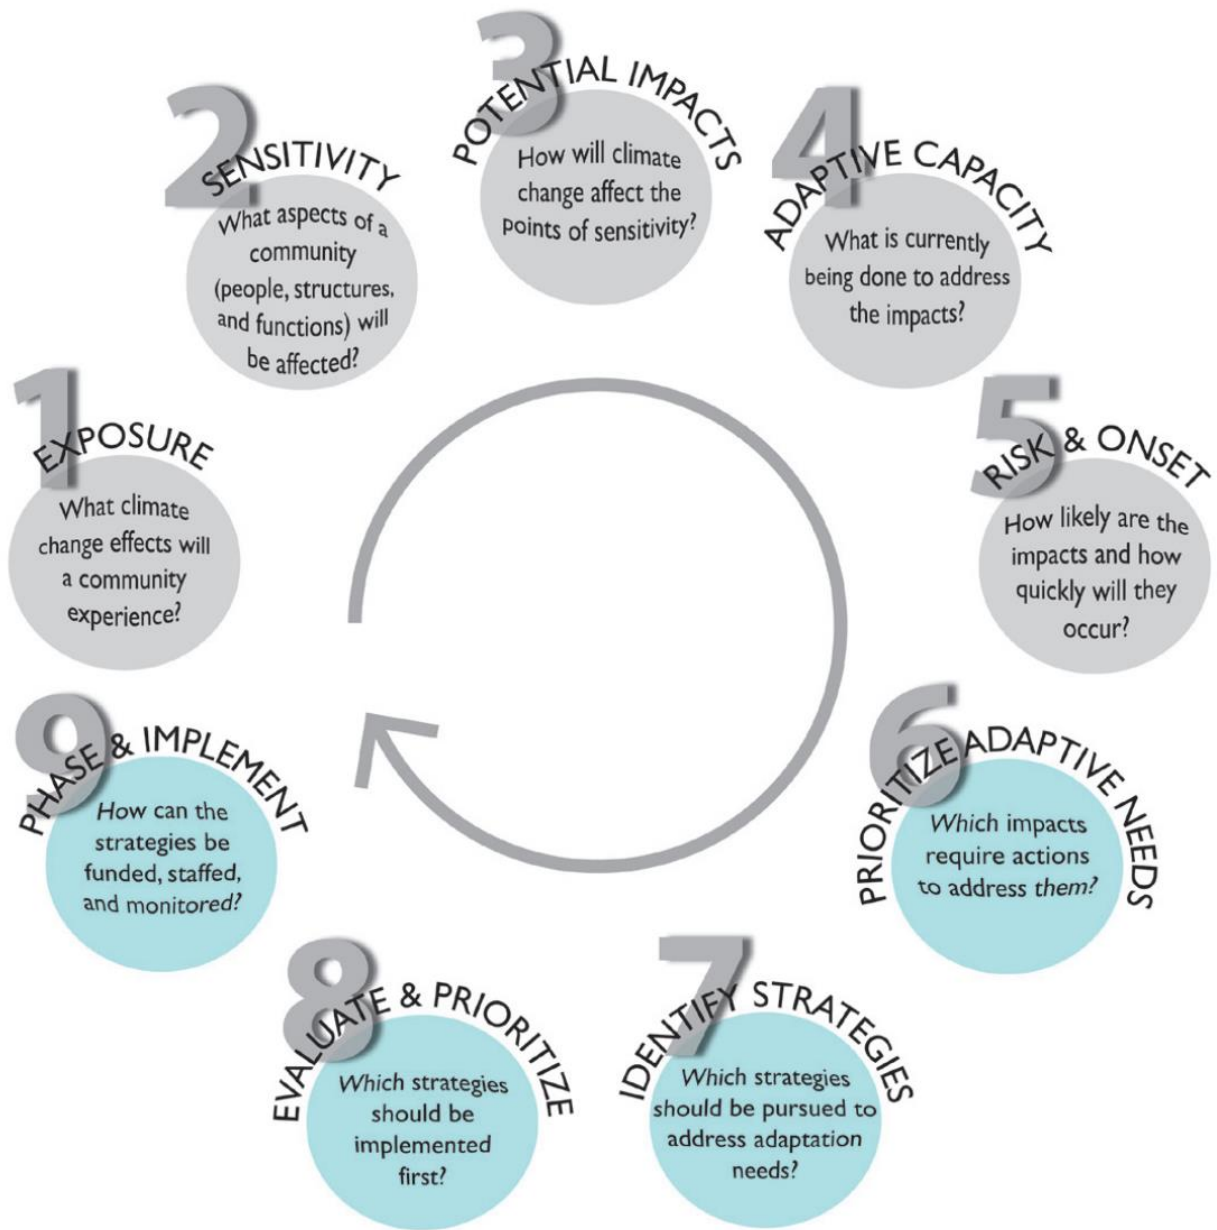 1
EXPOSURE
What climate
change effects will
a community
experience?
2
SENSITIVITY
What aspects of a
community
(people, structures,
and functions) will
be affected?
3
POTENTIAL IMPACTS
How will climate
change affect the
points of sensitivity?
4
ADAPTIVE CAPACITY
What is currently
being done to address
the impacts?
5
RISK & ONSET
How likely are the
impacts and how
quickly will they
occur?
6
PRIORITIZE ADAPTIVE NEEDS
Which impacts
require actions
to address them?
7
IDENTIFY STRATEGIES
Which strategies
should be pursued to
address adaptation
needs?
8
EVALUATE & PRIORITIZE
Which strategies
should be
implemented
first?
9
PHASE & IMPLEMENT
How can the
strategies be
funded, staffed,
and monitored?